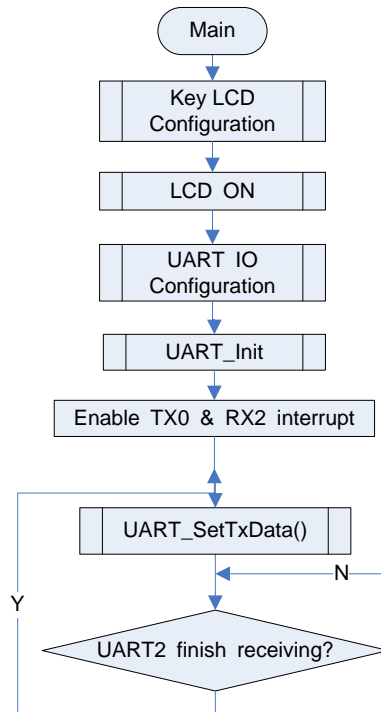 Main
Key LCD
Configuration
LCD ON
UART IO
Configuration
UART_Init
Enable TX0 & RX2 interrupt
UART_SetTxData()
N
Y
UART2 finish receiving?